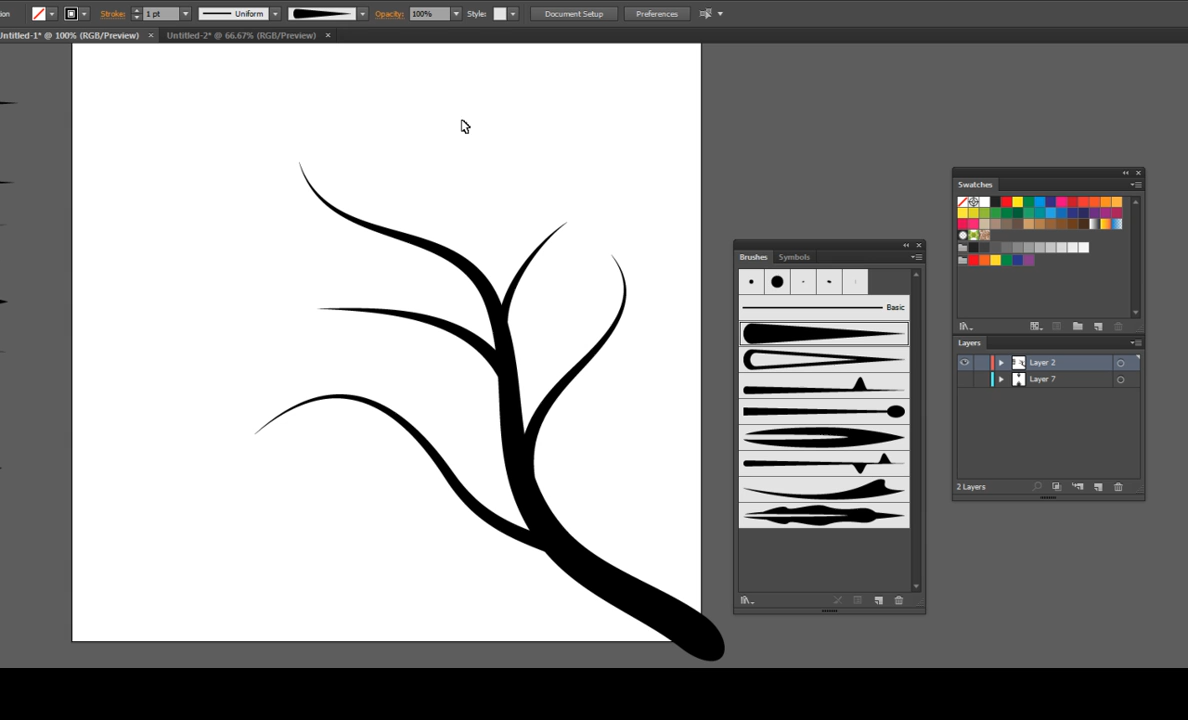 ion Stroke: 1 pt Uniform Opacity: 100% Style: Document Setup Preferences
Untitled-1* @ 100% (RGB/Preview) × Untitled-2* @ 66.67% (RGB/Preview) ×
Swatches
Brushes Symbols
Basic
Layers
Layer 2
Layer 7
2 Layers